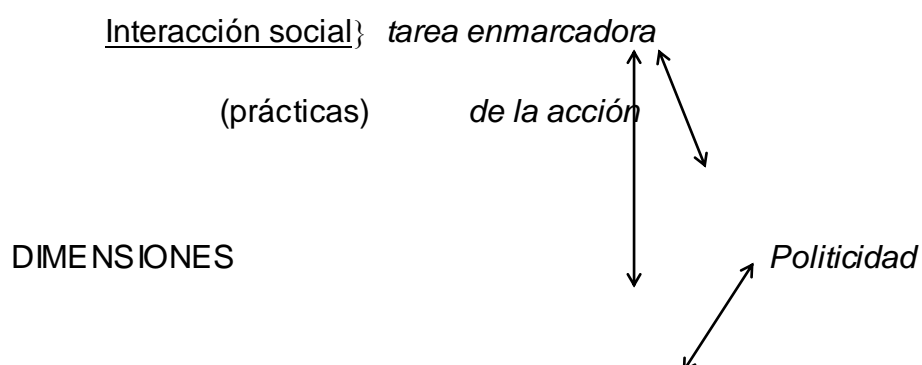 Interacción social} tarea enmarcadora
(prácticas) de la acción
DIMENSIONES Politicidad